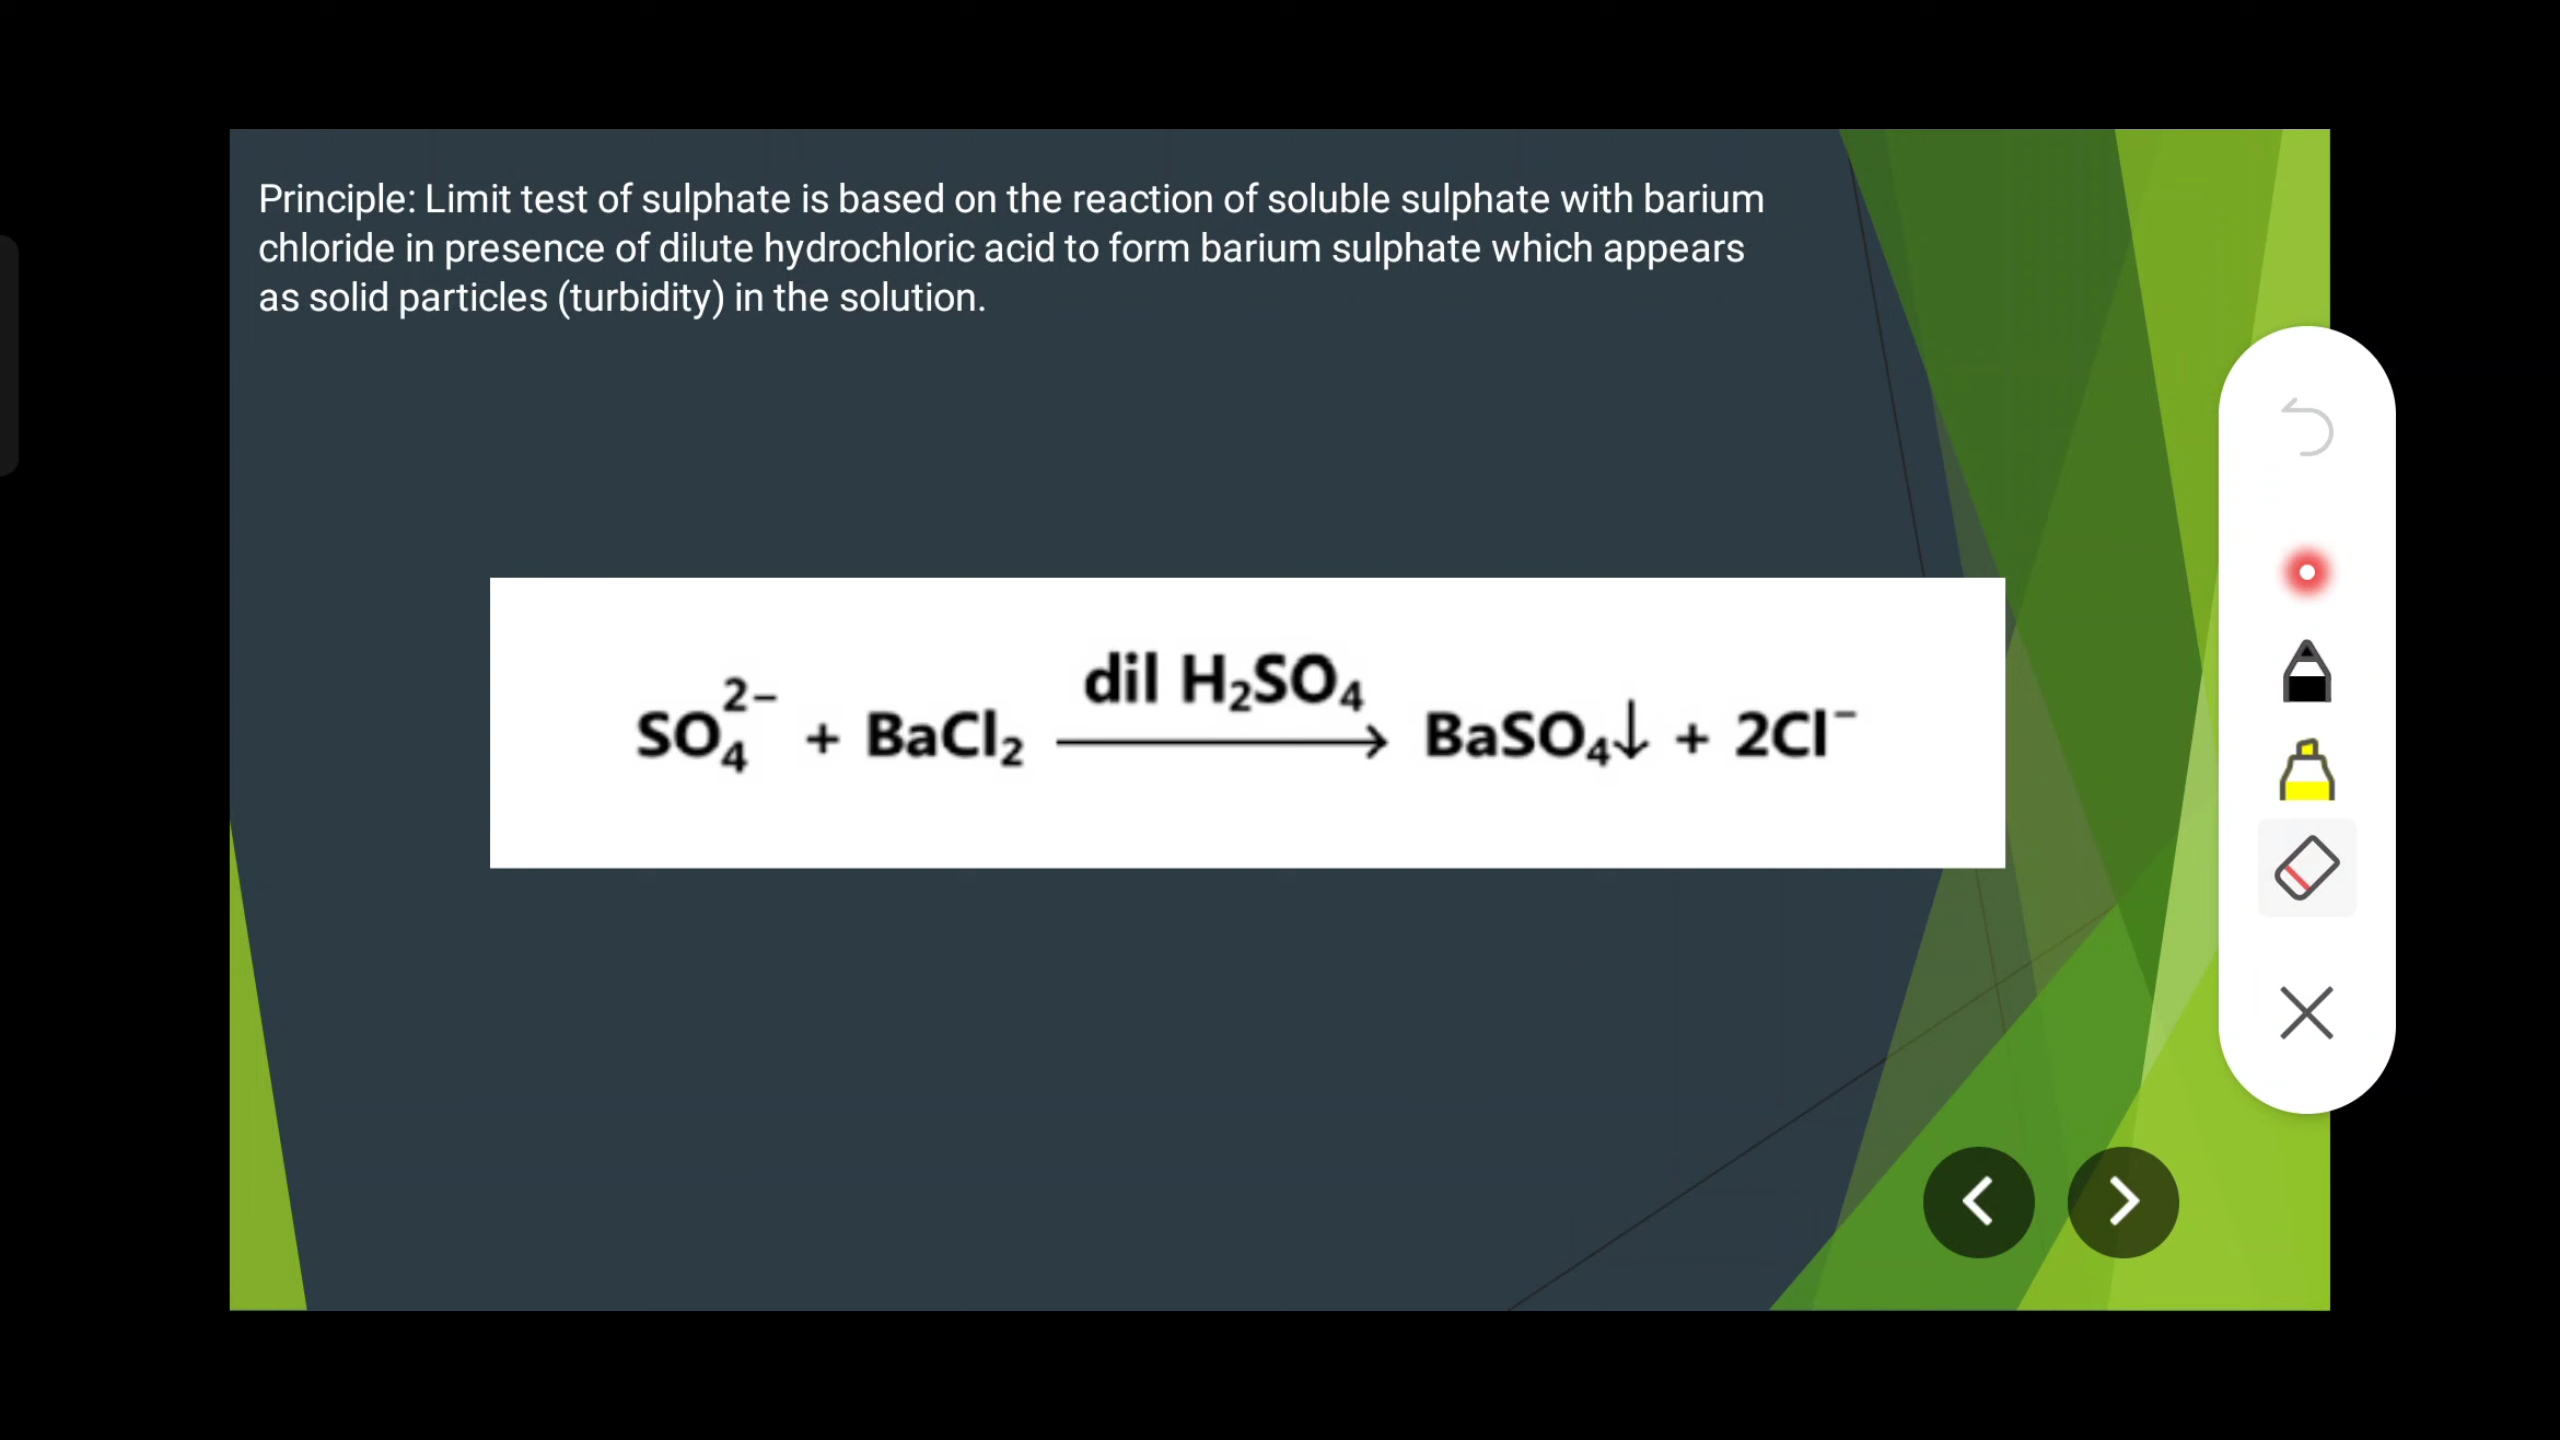 Principle: Limit test of sulphate is based on the reaction of soluble sulphate with barium
chloride in presence of dilute hydrochloric acid to form barium sulphate which appears
as solid particles (turbidity) in the solution.
dil H₂SO₄
SO₄²⁻ + BaCl₂ ⟶ BaSO₄↓ + 2Cl⁻